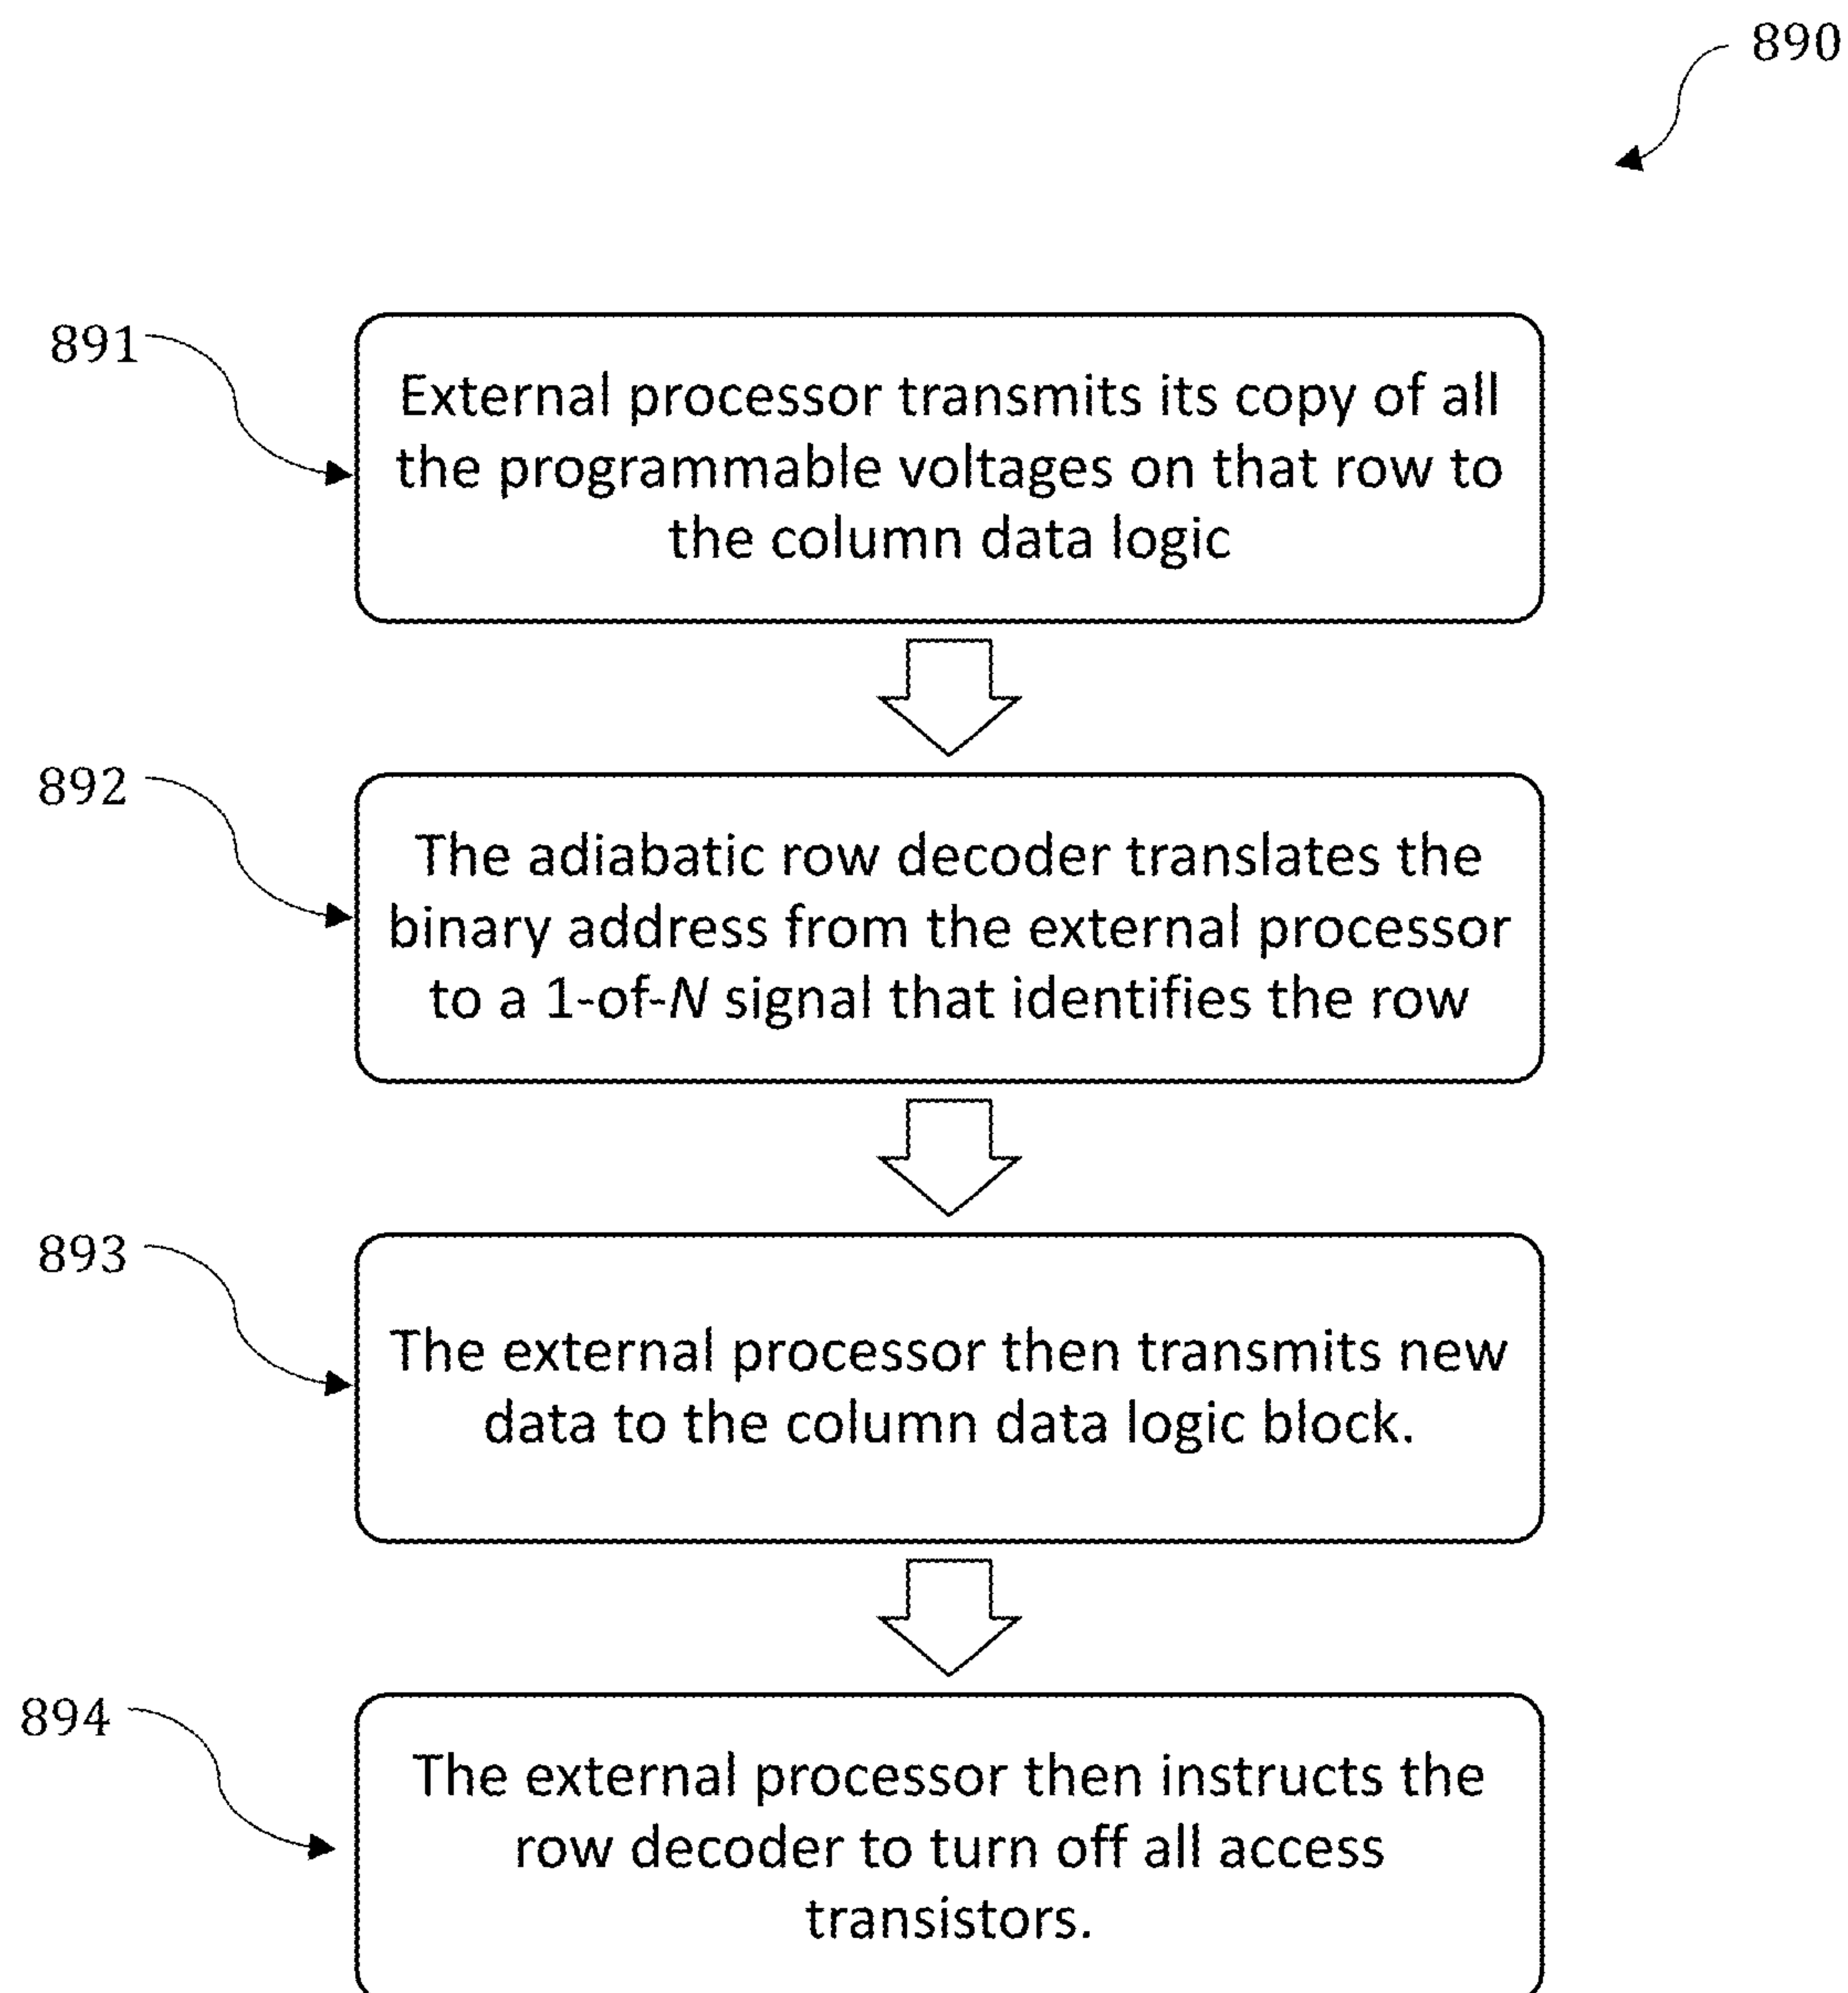 890
891
External processor transmits its copy of all
the programmable voltages on that row to
the column data logic
892
The adiabatic row decoder translates the
binary address from the external processor
to a 1-of-N signal that identifies the row
893
The external processor then transmits new
data to the column data logic block.
894
The external processor then instructs the
row decoder to turn off all access
transistors.